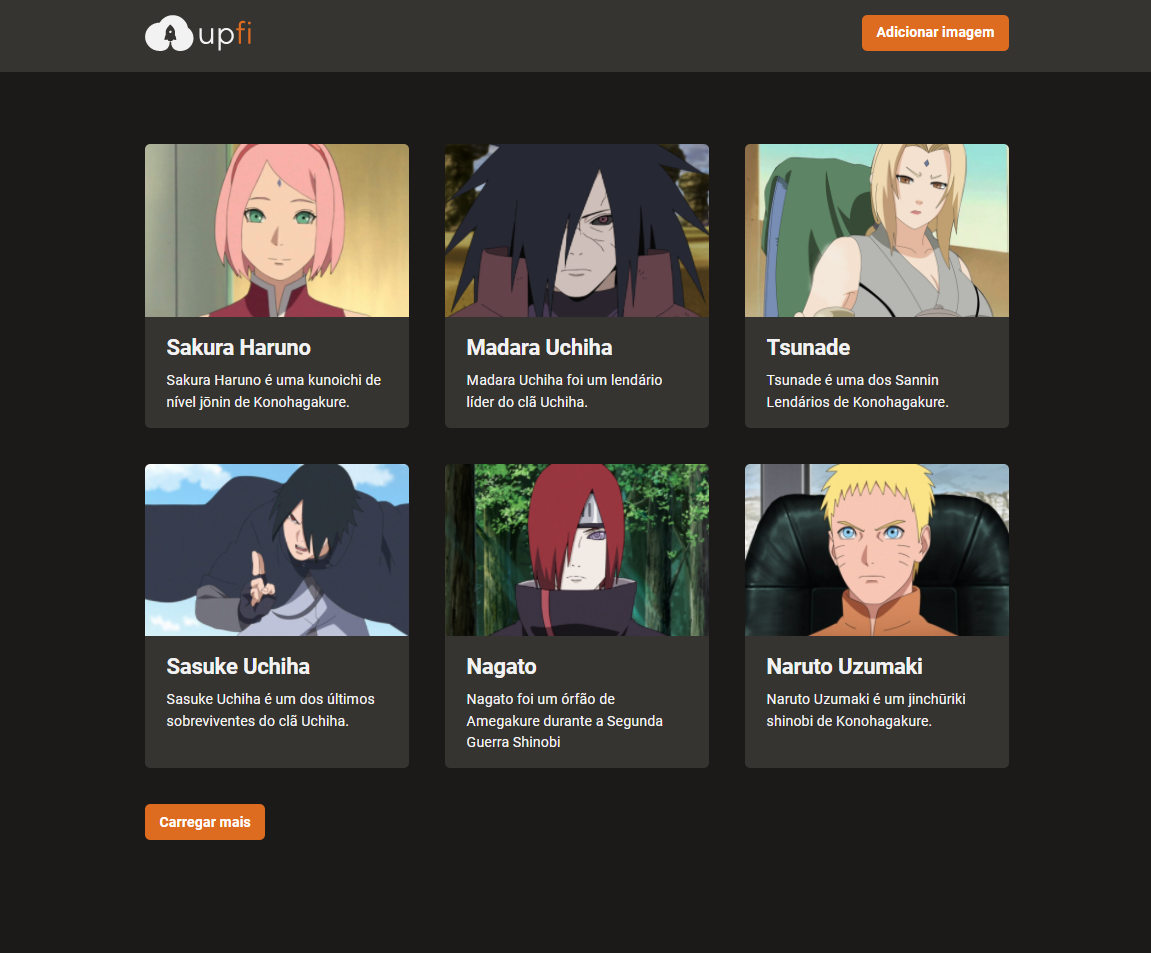 upfi
Adicionar imagem
Sakura Haruno
Sakura Haruno é uma kunoichi de
nível jōnin de Konohagakure.
Madara Uchiha
Madara Uchiha foi um lendário
líder do clã Uchiha.
Tsunade
Tsunade é uma dos Sannin
Lendários de Konohagakure.
Sasuke Uchiha
Sasuke Uchiha é um dos últimos
sobreviventes do clã Uchiha.
Nagato
Nagato foi um órfão de
Amegakure durante a Segunda
Guerra Shinobi
Naruto Uzumaki
Naruto Uzumaki é um jinchūriki
shinobi de Konohagakure.
Carregar mais